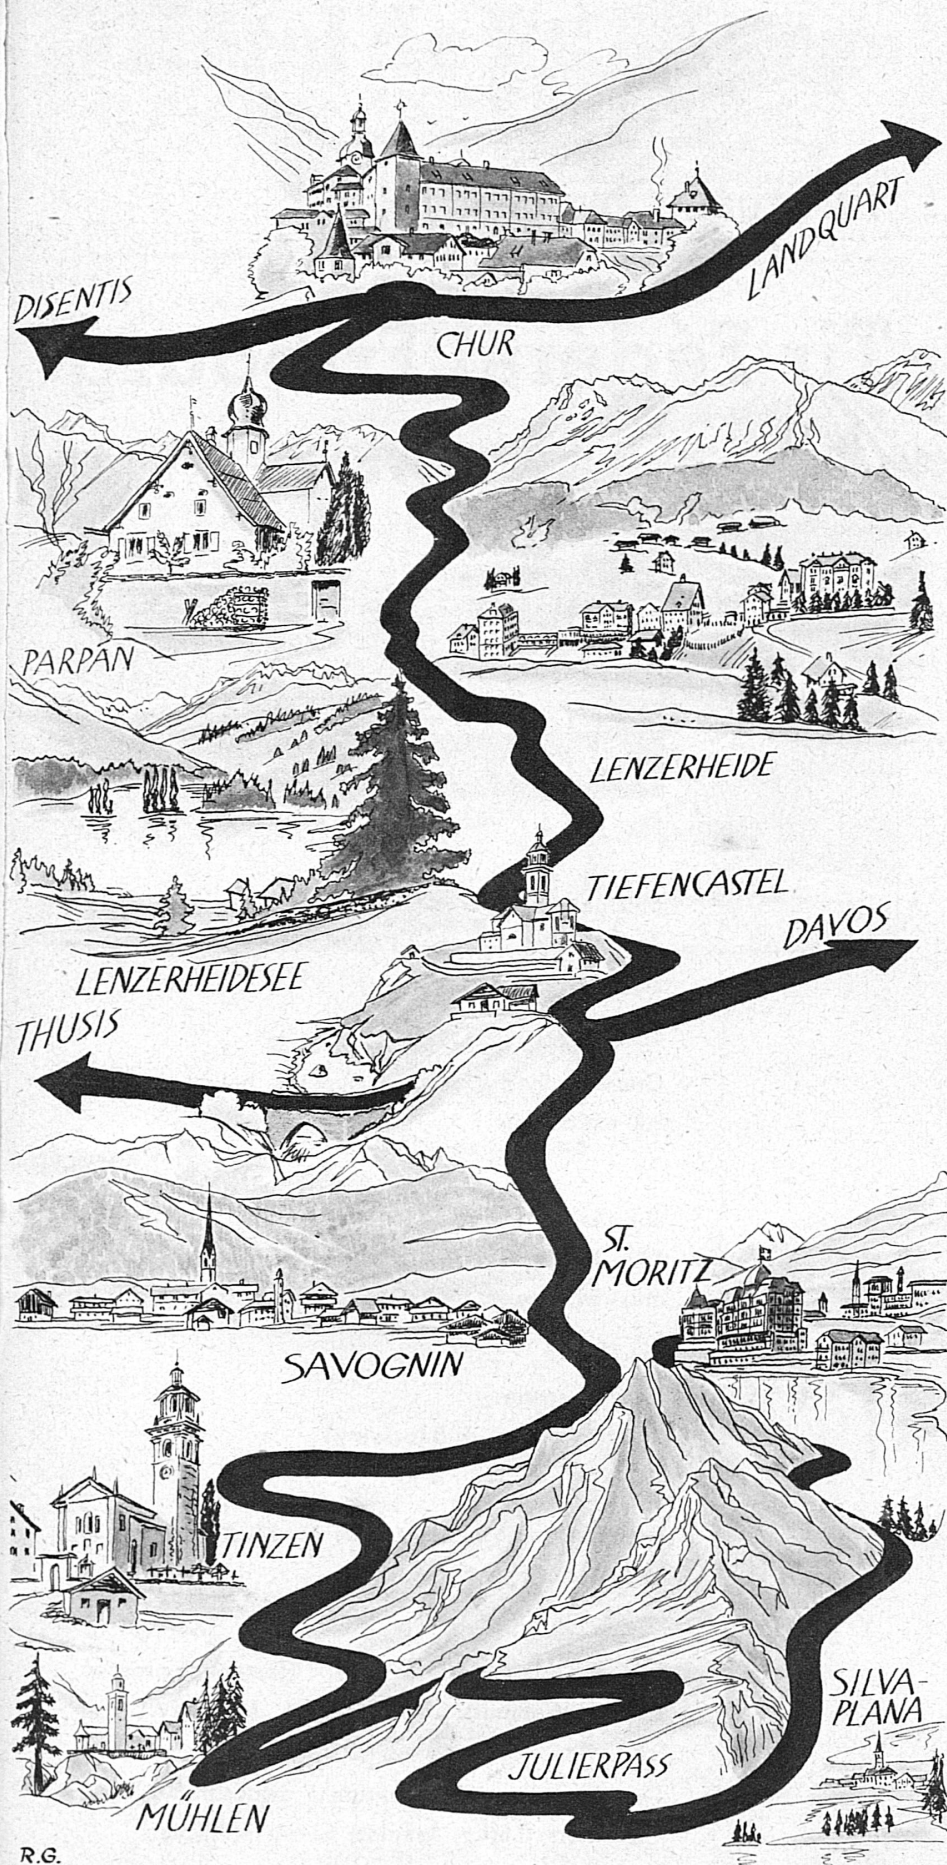 LANDQUART
DISENTIS
CHUR
PARPAN
LENZERHEIDE
TIEFENCASTEL
DAVOS
LENZERHEIDESEE
THUSIS
ST.
MORITZ
SAVOGNIN
TINZEN
SILVA-
PLANA
JULIERPASS
MÜHLEN
R.G.